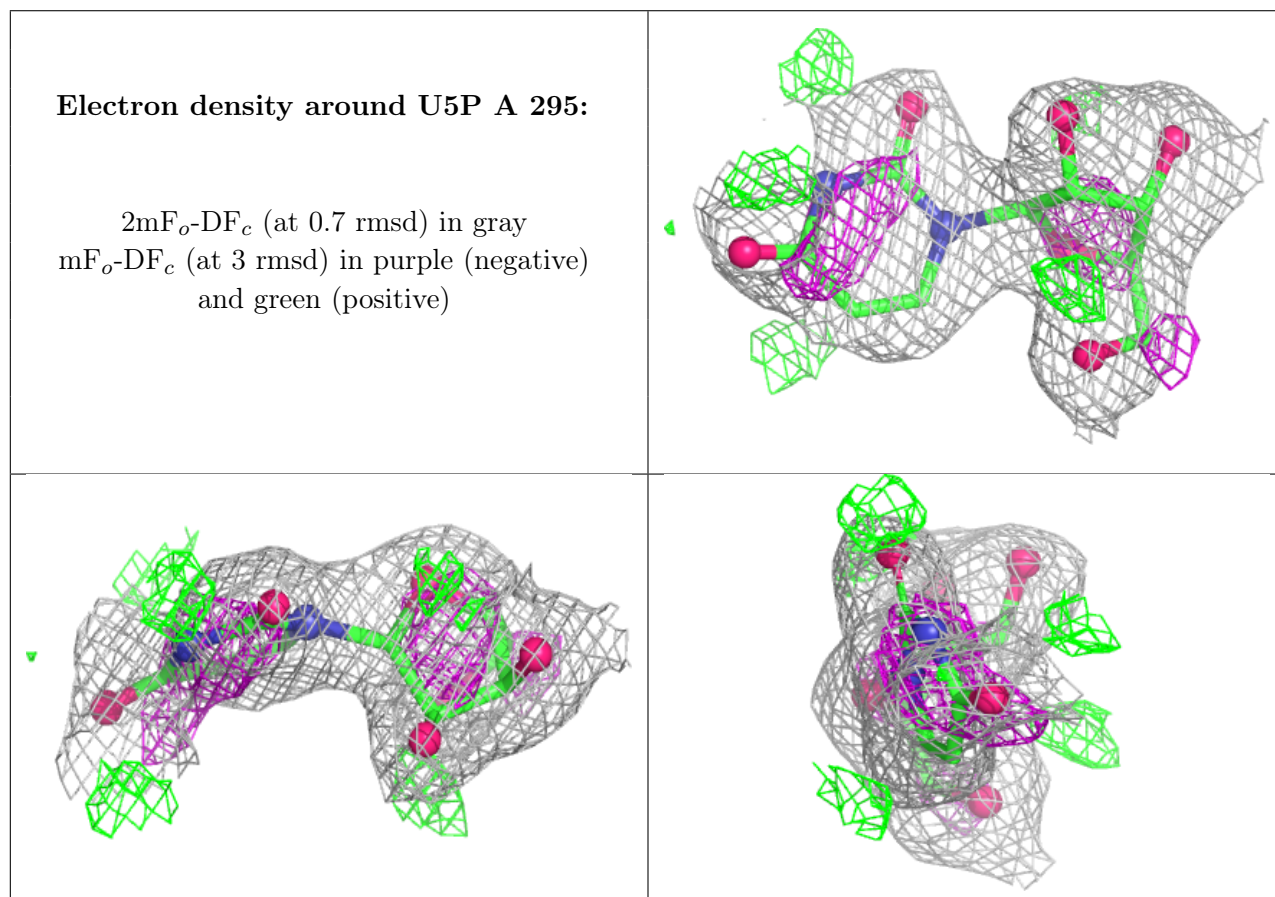 Electron density around U5P A 295:
2mFo-DFc (at 0.7 rmsd) in gray
mFo-DFc (at 3 rmsd) in purple (negative)
and green (positive)